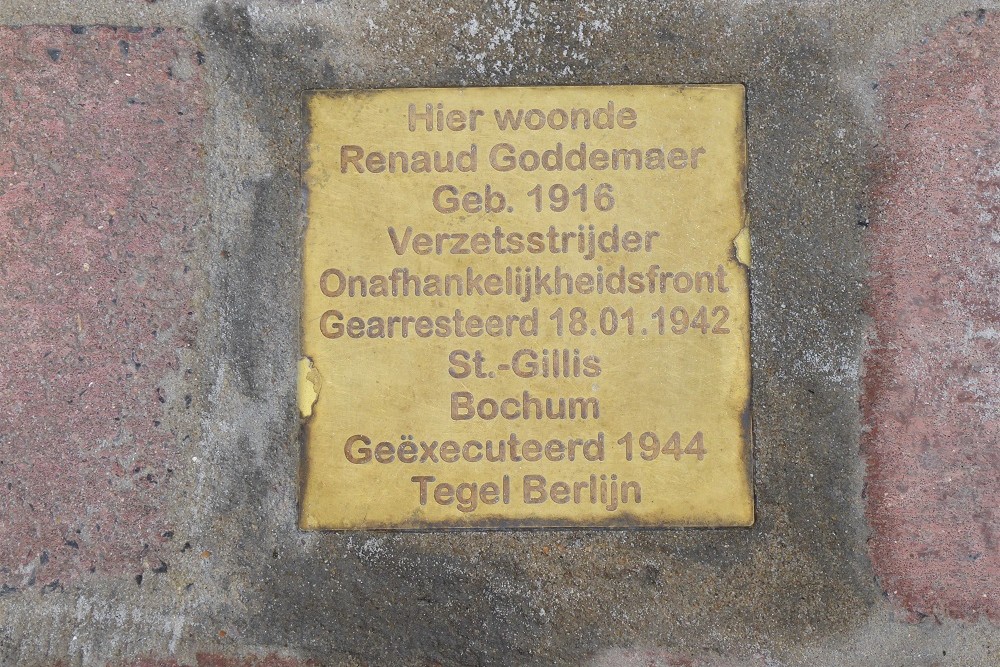 Hier woonde
Renaud Goddemaer
Geb. 1916
Verzetsstrijder
Onafhankelijkheidsfront
Gearresteerd 18.01.1942
St.-Gillis
Bochum
Geëxecuteerd 1944
Tegel Berlijn